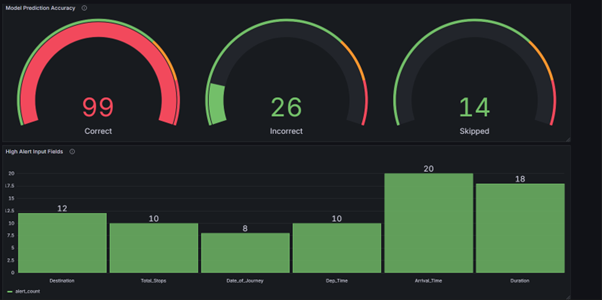 Model Prediction Accuracy
99
26
14
Correct
Incorrect
Skipped
High Alert Input Fields
20
17.5
15
12.5
10
7.5
5
2.5
0
12
10
8
10
20
18
Destination
Total_Stops
Date_of_Journey
Dep_Time
Arrival_Time
Duration
alert_count